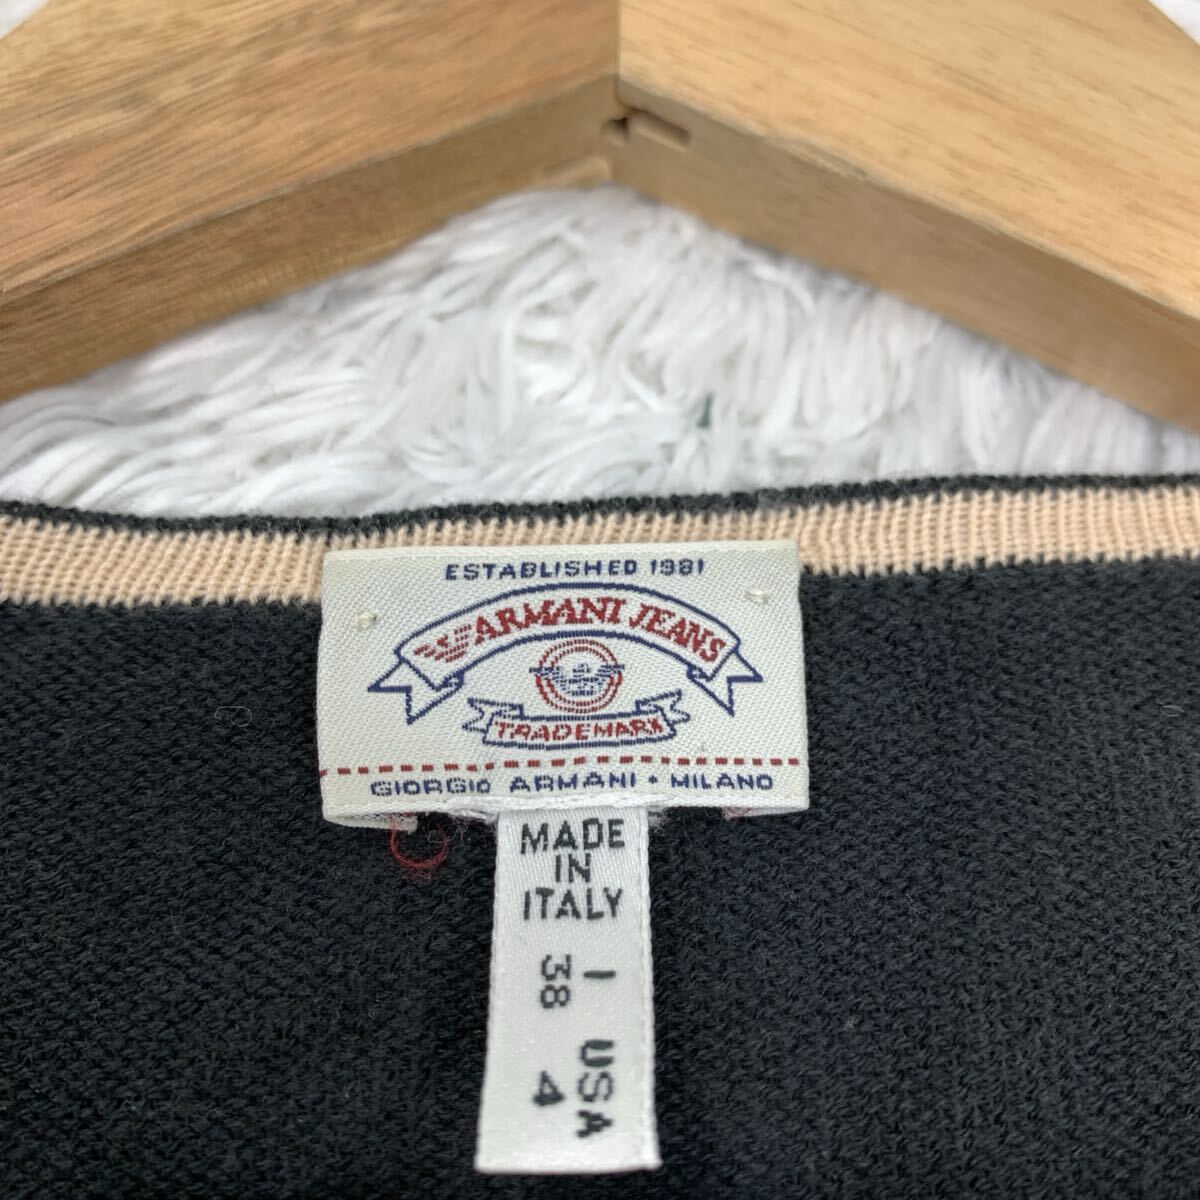 ESTABLISHED 1981
ARMANI JEANS
TRADEMARK
GIORGIO ARMANI • MILANO
MADE
IN
ITALY
I USA
38 4